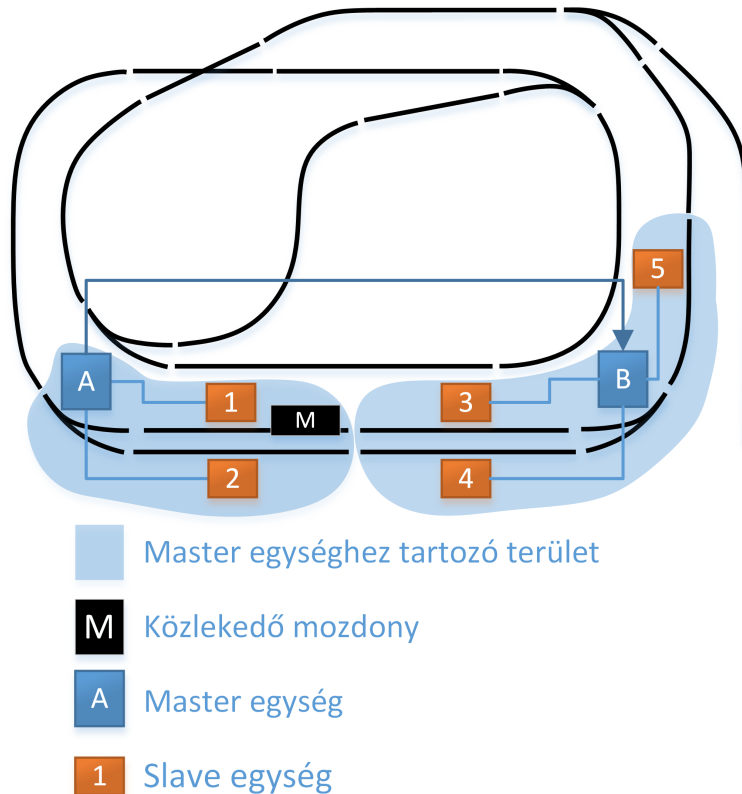 5
A
B
1
3
M
2
4
Master egységhez tartozó terület
M Közlekedő mozdony
A Master egység
1 Slave egység